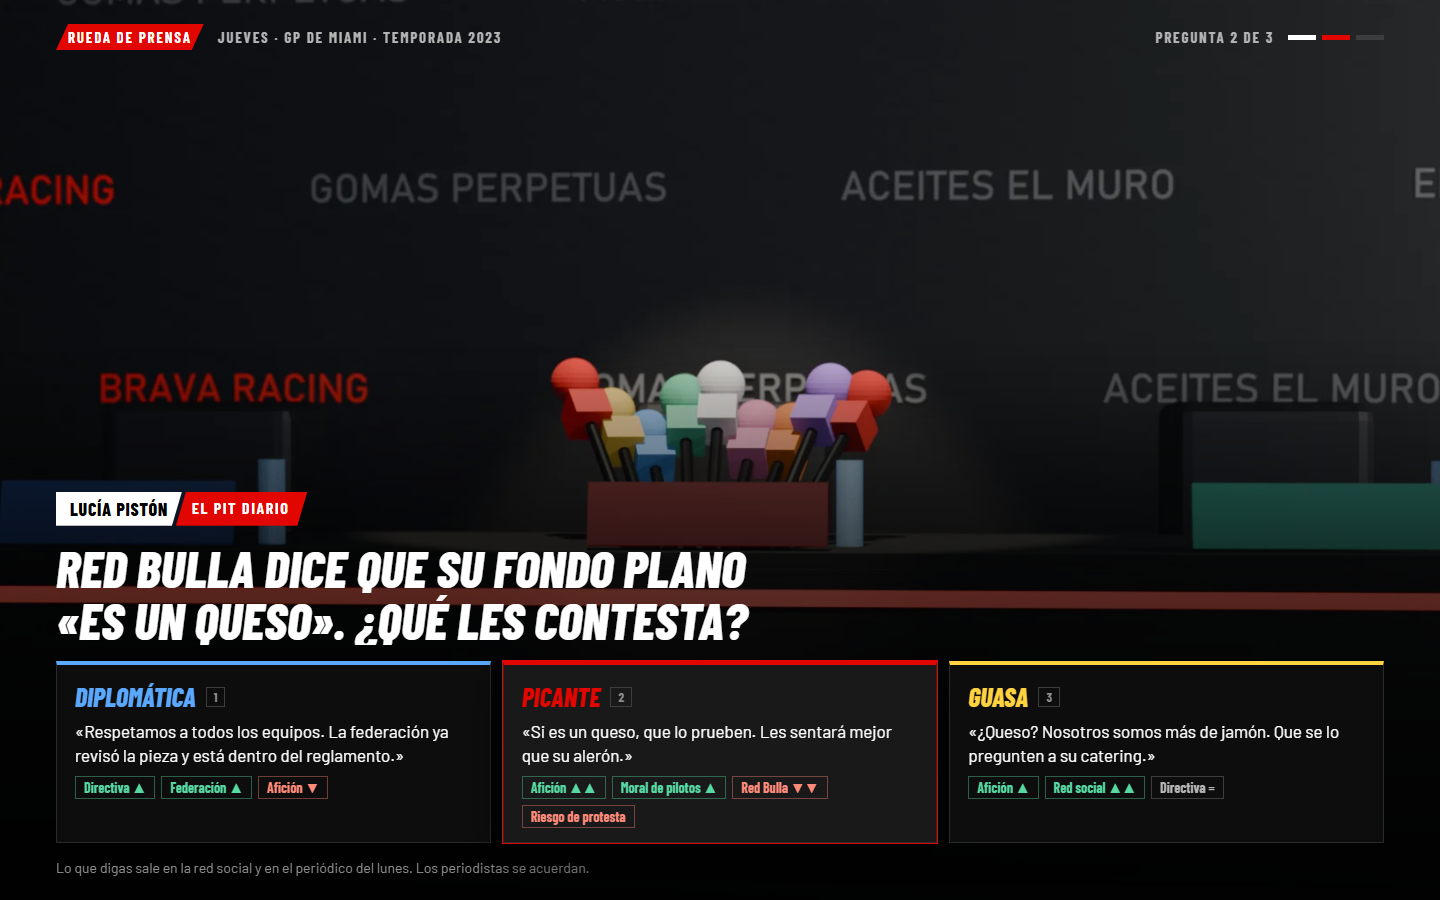 RUEDA DE PRENSA
JUEVES · GP DE MIAMI · TEMPORADA 2023
PREGUNTA 2 DE 3
RACING
GOMAS PERPETUAS
ACEITES EL MURO
BRAVA RACING
ACEITES EL MURO
LUCÍA PISTÓN
EL PIT DIARIO
RED BULLA DICE QUE SU FONDO PLANO
«ES UN QUESO». ¿QUÉ LES CONTESTA?
DIPLOMÁTICA 1
«Respetamos a todos los equipos. La federación ya
revisó la pieza y está dentro del reglamento.»
Directiva ▲ Federación ▲ Afición ▼
PICANTE 2
«Si es un queso, que lo prueben. Les sentará mejor
que su alerón.»
Afición ▲▲ Moral de pilotos ▲ Red Bulla ▼▼
Riesgo de protesta
GUASA 3
«¿Queso? Nosotros somos más de jamón. Que se lo
pregunten a su catering.»
Afición ▲ Red social ▲▲ Directiva =
Lo que digas sale en la red social y en el periódico del lunes. Los periodistas se acuerdan.